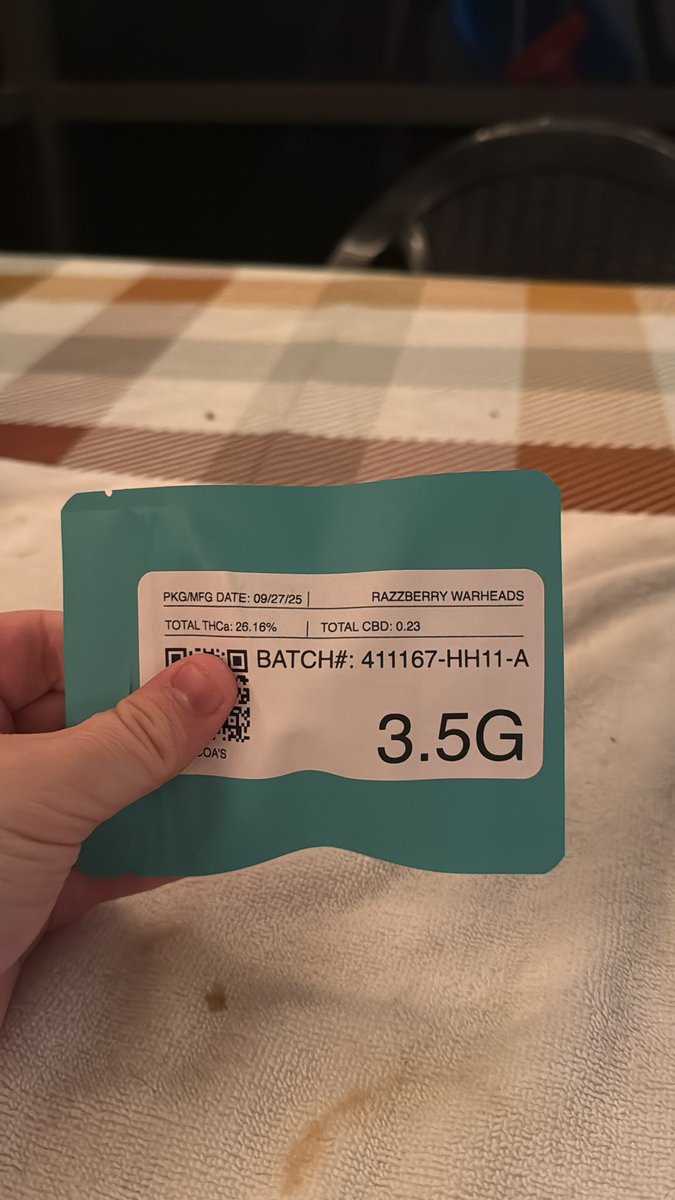 PKG/MFG DATE: 09/27/25 | RAZZBERRY WARHEADS
TOTAL THCa: 26.16% | TOTAL CBD: 0.23
BATCH#: 411167-HH11-A
3.5G
COA'S